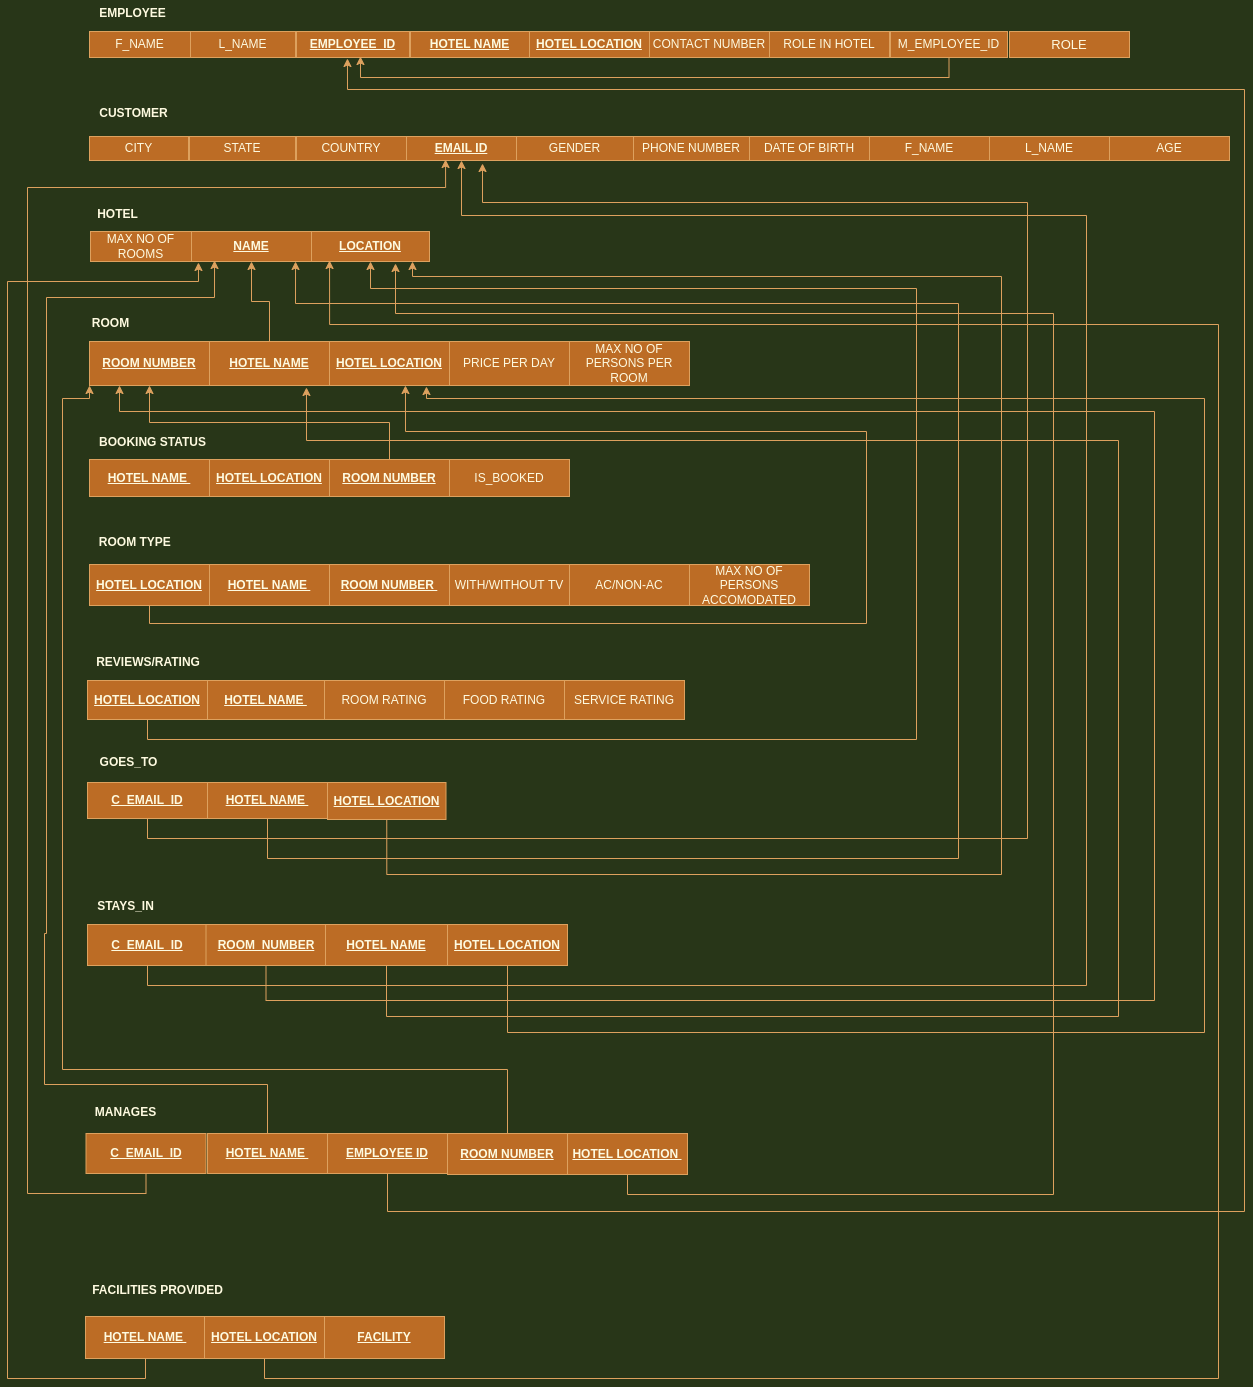 EMPLOYEE
F_NAME L_NAME EMPLOYEE_ID HOTEL NAME HOTEL LOCATION CONTACT NUMBER ROLE IN HOTEL M_EMPLOYEE_ID ROLE
CUSTOMER
CITY STATE COUNTRY EMAIL ID GENDER PHONE NUMBER DATE OF BIRTH F_NAME L_NAME AGE
HOTEL
MAX NO OF
ROOMS
NAME LOCATION
ROOM
ROOM NUMBER HOTEL NAME HOTEL LOCATION PRICE PER DAY
MAX NO OF
PERSONS PER
ROOM
BOOKING STATUS
HOTEL NAME HOTEL LOCATION ROOM NUMBER IS_BOOKED
ROOM TYPE
HOTEL LOCATION HOTEL NAME ROOM NUMBER WITH/WITHOUT TV AC/NON-AC
MAX NO OF
PERSONS
ACCOMODATED
REVIEWS/RATING
HOTEL LOCATION HOTEL NAME ROOM RATING FOOD RATING SERVICE RATING
GOES_TO
C_EMAIL_ID HOTEL NAME HOTEL LOCATION
STAYS_IN
C_EMAIL_ID ROOM_NUMBER HOTEL NAME HOTEL LOCATION
MANAGES
C_EMAIL_ID HOTEL NAME EMPLOYEE ID ROOM NUMBER HOTEL LOCATION
FACILITIES PROVIDED
HOTEL NAME HOTEL LOCATION FACILITY